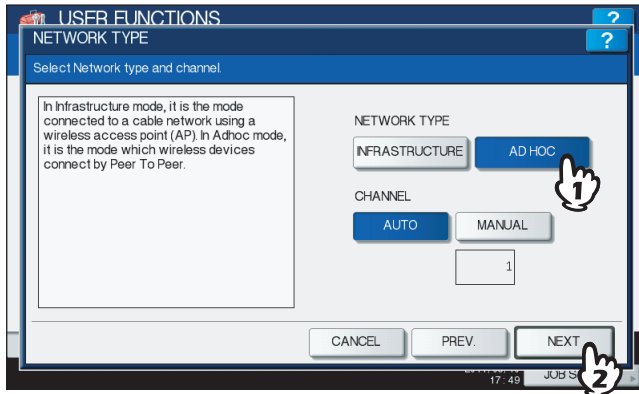 USER FUNCTIONS
?
NETWORK TYPE
?
Select Network type and channel.
In Infrastructure mode, it is the mode
connected to a cable network using a
wireless access point (AP). In Adhoc mode,
it is the mode which wireless devices
connect by Peer To Peer.
NETWORK TYPE
INFRASTRUCTURE
AD HOC
1
CHANNEL
AUTO
MANUAL
1
CANCEL
PREV.
NEXT
2
17:49
JOB S